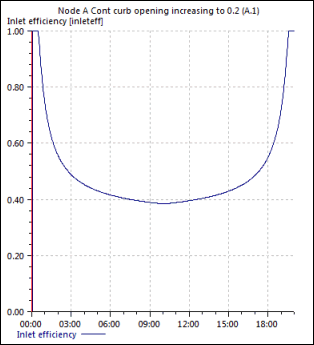 Node A Cont curb opening increasing to 0.2 (A.1)
Inlet efficiency [inleteff]
1.00
0.80
0.60
0.40
0.20
0.00
00:00 03:00 06:00 09:00 12:00 15:00 18:00
Inlet efficiency